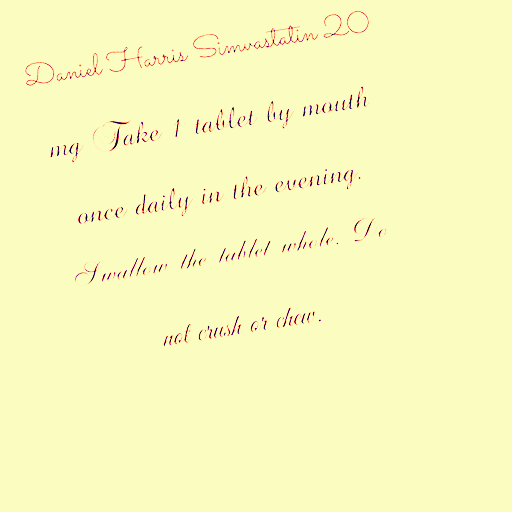 Daniel Harris Simvastatin 20
mg Take 1 tablet by mouth
once daily in the evening.
Swallow the tablet whole. Do
not crush or chew.